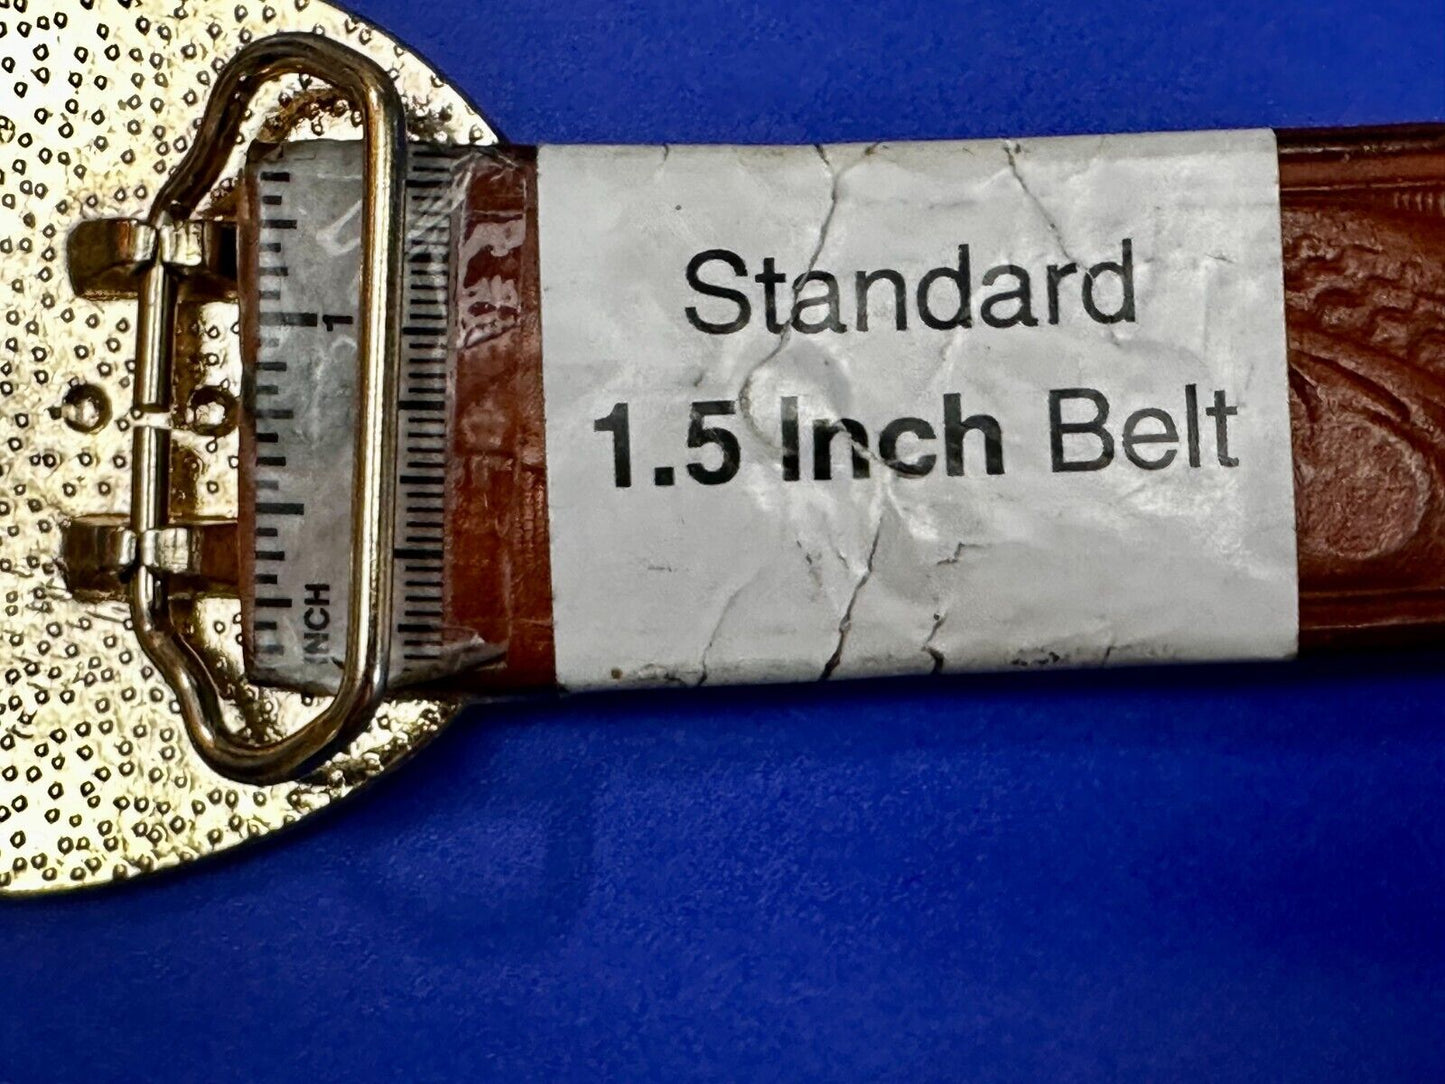 Standard
1.5 Inch Belt
1
INCH